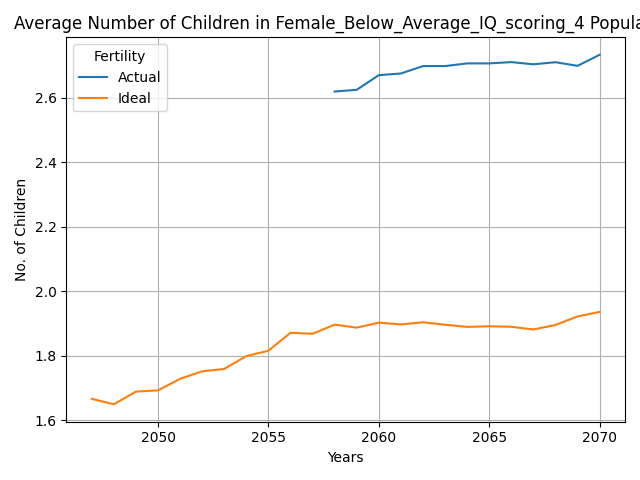 Average Number of Children in Female_Below_Average_IQ_scoring_4 Popula
Fertility
Actual
Ideal
No. of Children
2.6
2.4
2.2
2.0
1.8
1.6
2050 2055 2060 2065 2070
Years